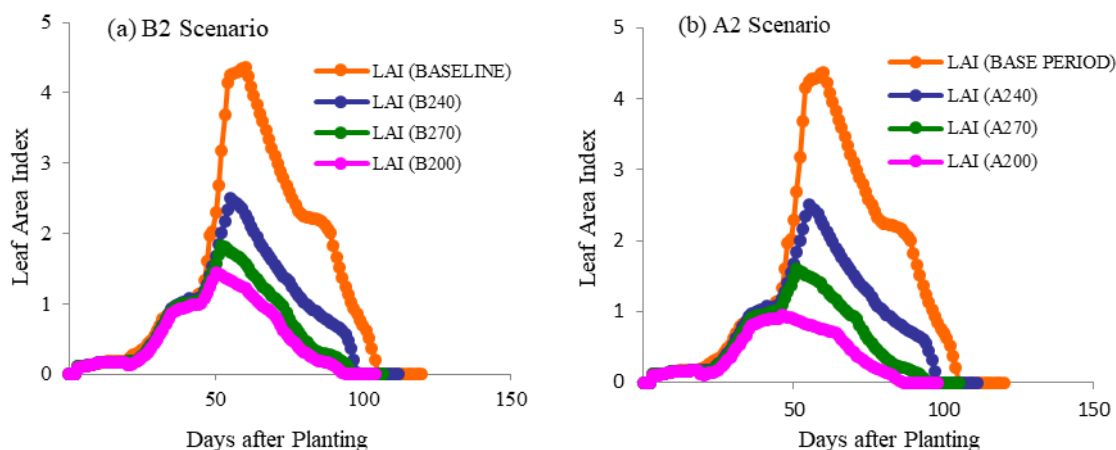 (a) B2 Scenario
5
4
3
2
1
0
Leaf Area Index
LAI (BASELINE)
LAI (B240)
LAI (B270)
LAI (B200)
50
100
150
Days after Planting
(b) A2 Scenario
5
4
3
2
1
0
Leaf Area Index
LAI (BASE PERIOD)
LAI (A240)
LAI (A270)
LAI (A200)
50
100
150
Days after Planting